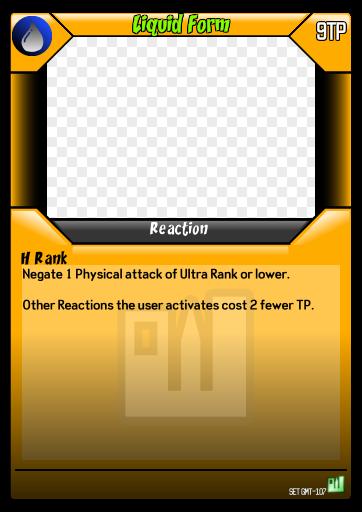 Liquid Form
9TP
Reaction
H Rank
Negate 1 Physical attack of Ultra Rank or lower.
Other Reactions the user activates cost 2 fewer TP.
SET GMT-107